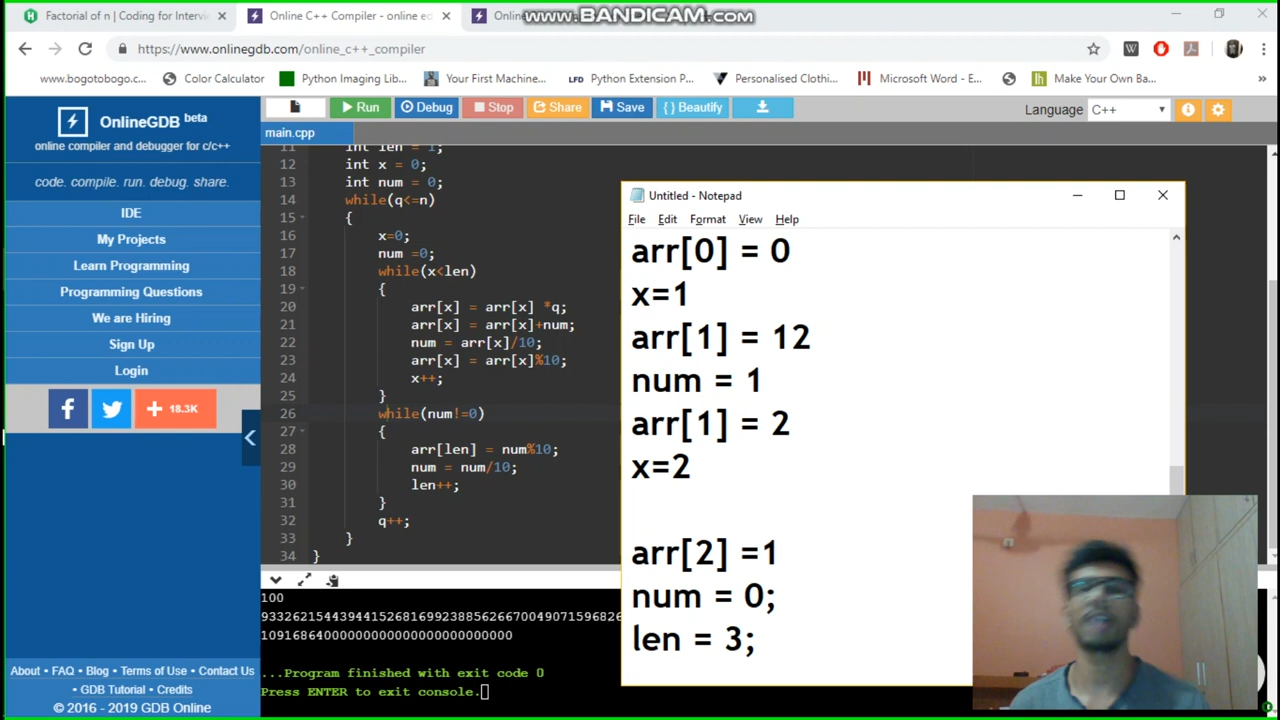 Factorial of n | Coding for Intervi
Online C++ Compiler - online ed
Onlin
www.BANDICAM.com
https://www.onlinegdb.com/online_c++_compiler
www.bogotobogo.c...
Color Calculator
Python Imaging Lib...
Your First Machine...
LFD Python Extension P...
Personalised Clothi...
Microsoft Word - E...
Make Your Own Ba...
»
OnlineGDB beta
online compiler and debugger for c/c++
code. compile. run. debug. share.
IDE
My Projects
Learn Programming
Programming Questions
We are Hiring
Sign Up
Login
18.3K
About • FAQ • Blog • Terms of Use • Contact Us
• GDB Tutorial • Credits
© 2016 - 2019 GDB Online
Run
Debug
Stop
Share
Save
{ } Beautify
Language C++
main.cpp
11 int len = 1;
12 int x = 0;
13 int num = 0;
14 while(q<=n)
15 {
16 x=0;
17 num =0;
18 while(x<len)
19 {
20 arr[x] = arr[x] *q;
21 arr[x] = arr[x]+num;
22 num = arr[x]/10;
23 arr[x] = arr[x]%10;
24 x++;
25 }
26 while(num!=0)
27 {
28 arr[len] = num%10;
29 num = num/10;
30 len++;
31 }
32 q++;
33 }
34 }
100
9332621544394415268169923885626670049071596826
10916864000000000000000000000000
...Program finished with exit code 0
Press ENTER to exit console.
Untitled - Notepad
File Edit Format View Help
arr[0] = 0
x=1
arr[1] = 12
num = 1
arr[1] = 2
x=2
arr[2] =1
num = 0;
len = 3;